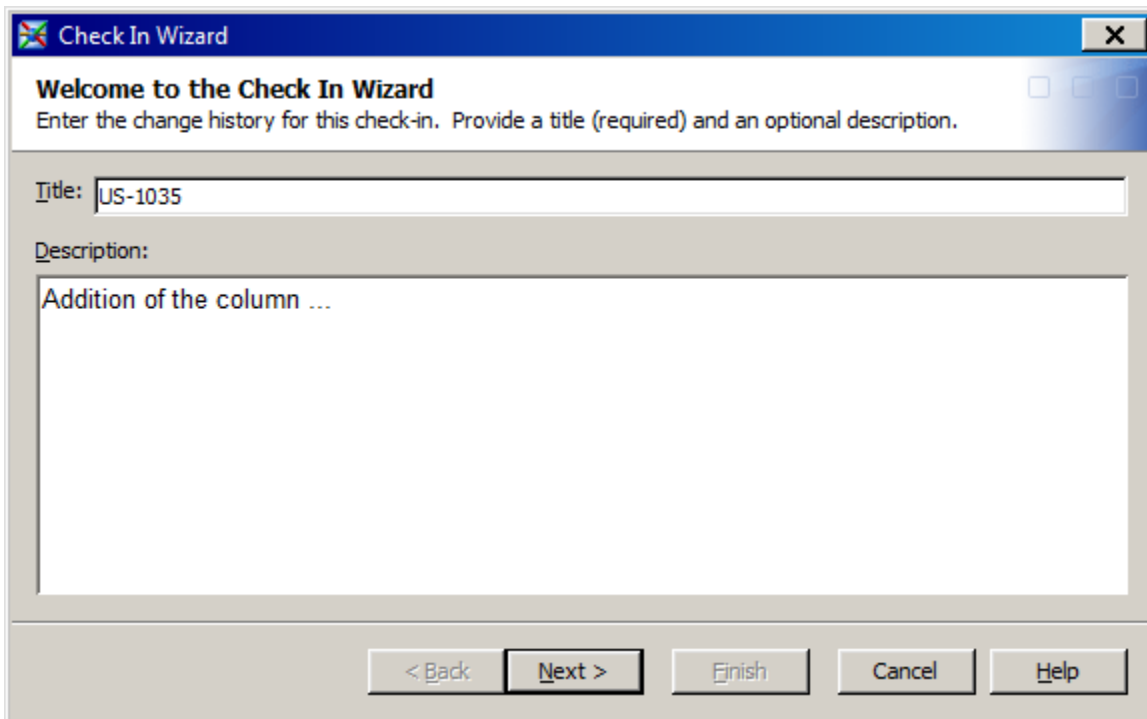 Check In Wizard
Welcome to the Check In Wizard
Enter the change history for this check-in. Provide a title (required) and an optional description.
Title: US-1035
Description:
Addition of the column ...
< Back Next > Finish Cancel Help